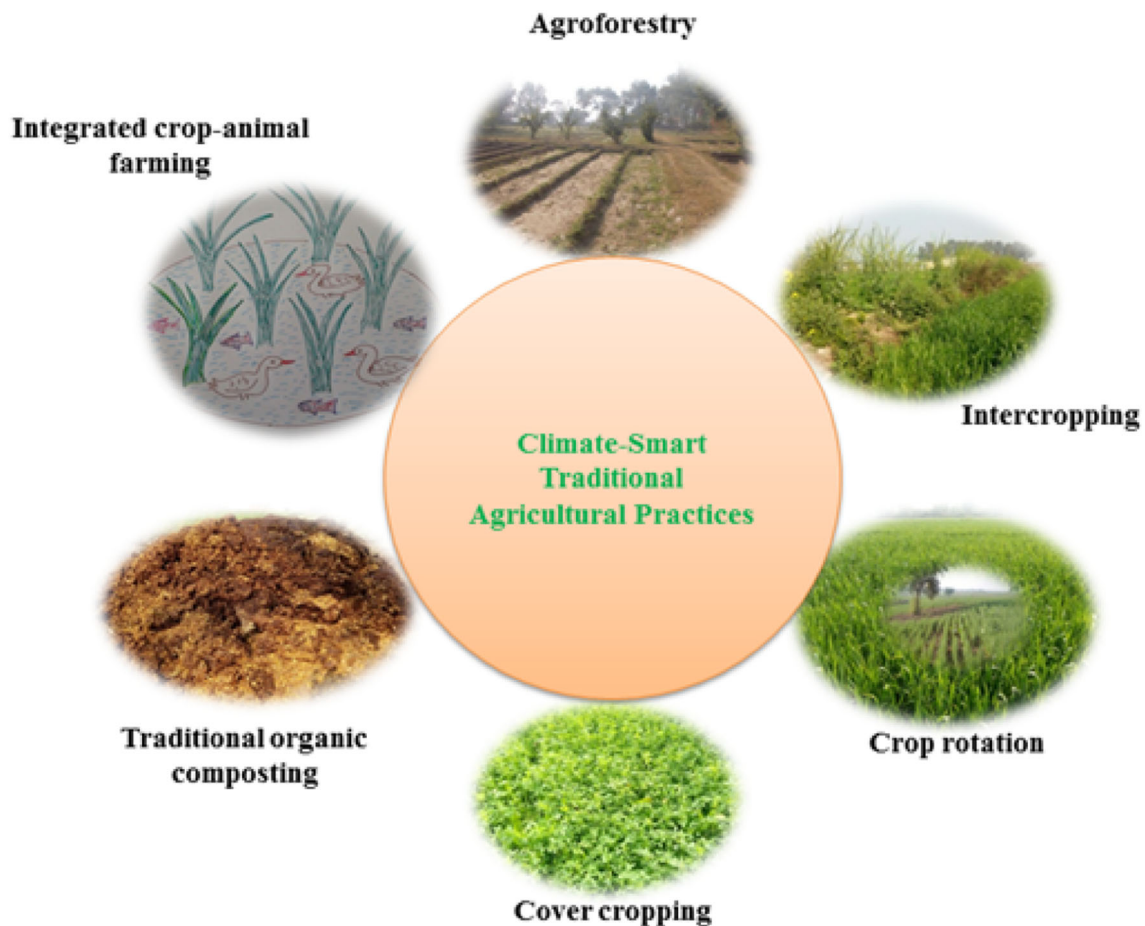 Agroforestry
Integrated crop-animal
farming
Intercropping
Climate-Smart
Traditional
Agricultural Practices
Crop rotation
Traditional organic
composting
Cover cropping